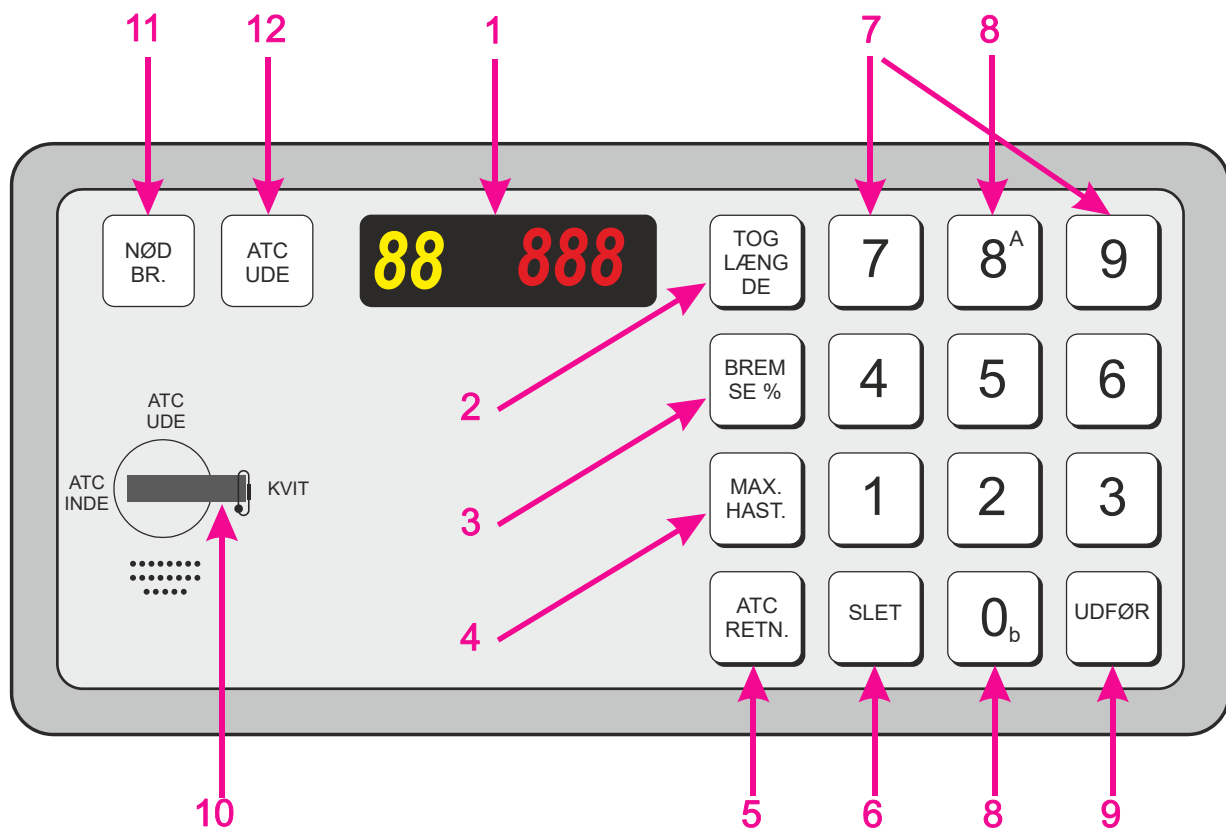 11 12 1 7 8
NØD
BR.
ATC
UDE
88 888
TOG
LÆNG
DE
7
8A
9
2
BREM
SE %
4
5
6
ATC
UDE
ATC
INDE
KVIT
3
MAX.
HAST.
1
2
3
4
ATC
RETN.
SLET
0b
UDFØR
10 5 6 8 9